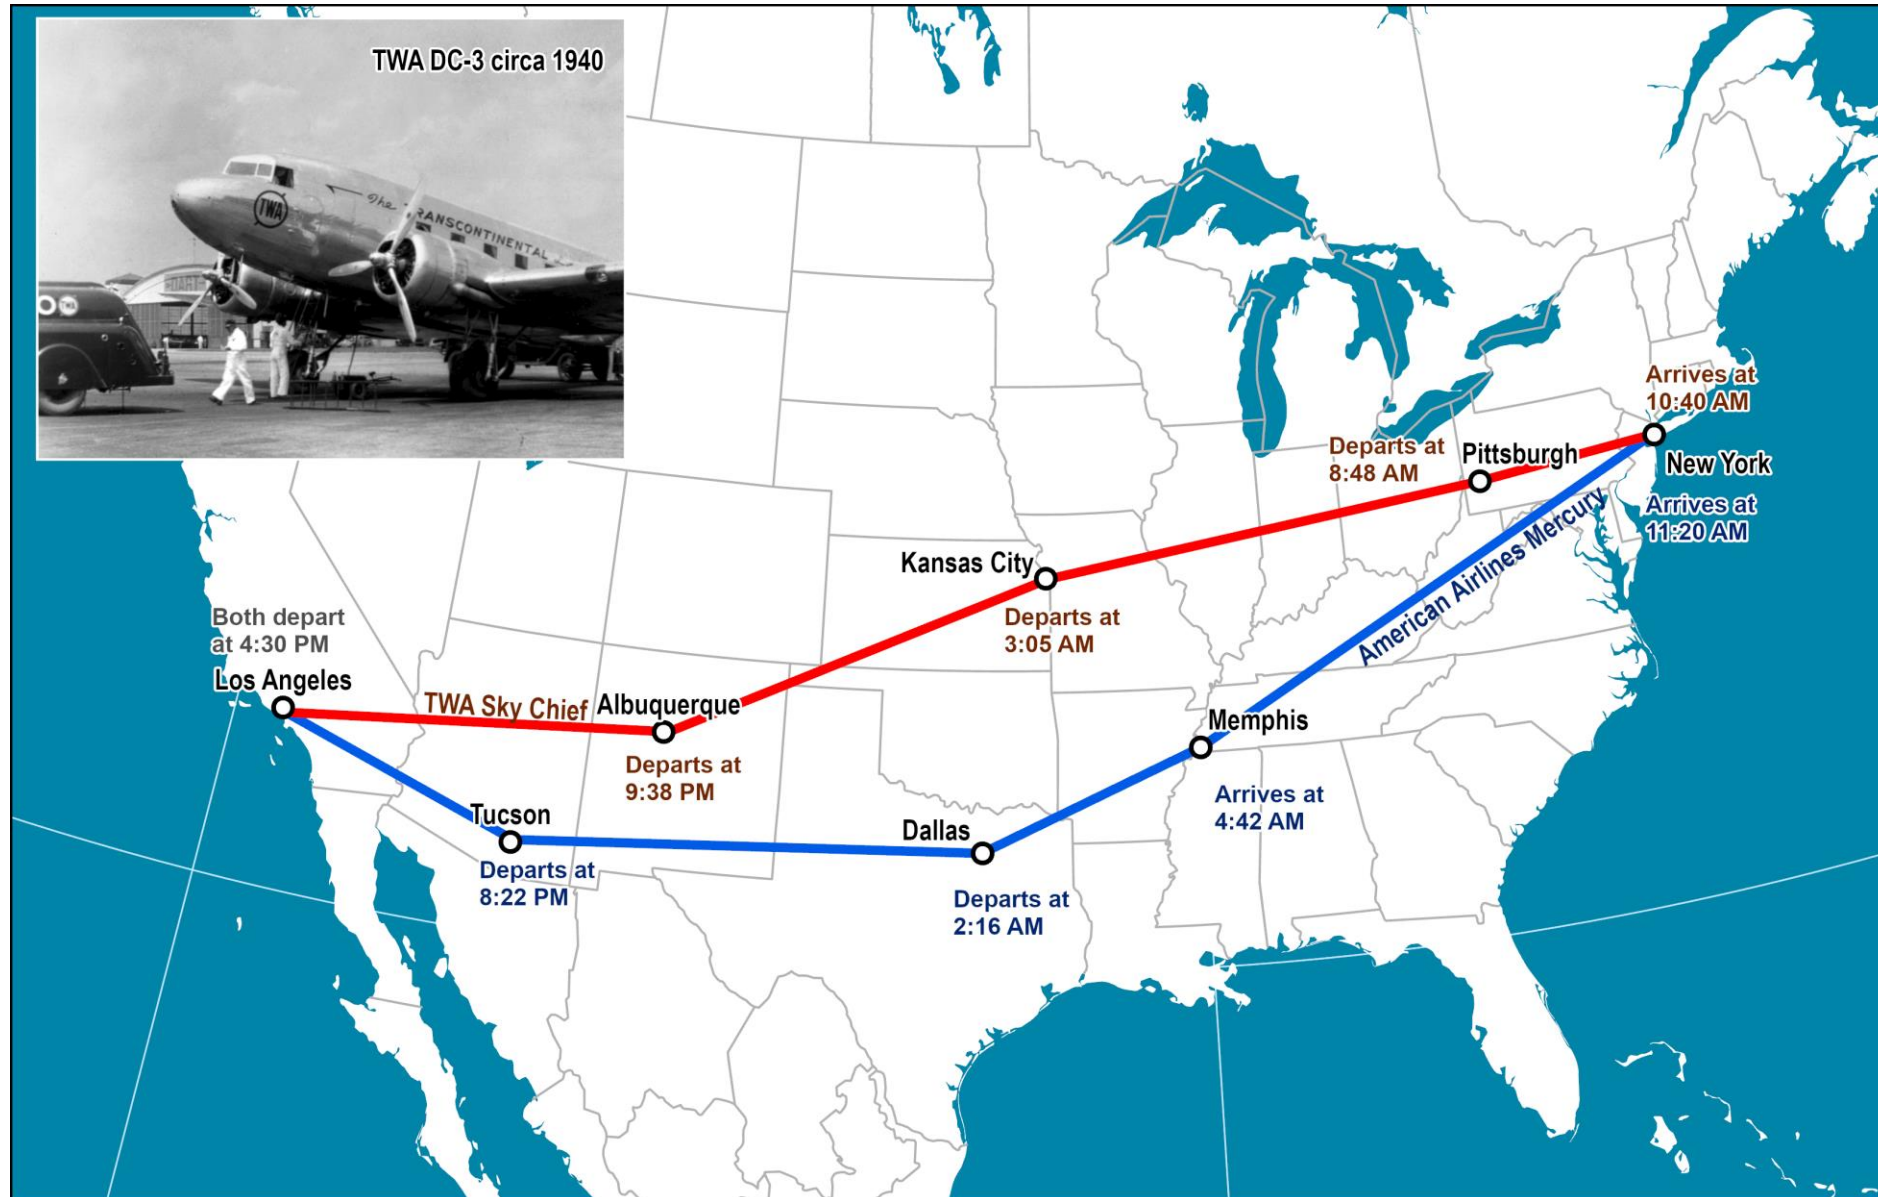 TWA DC-3 circa 1940
TWA
The TRANSCONTINENTAL
Arrives at
10:40 AM
Departs at
8:48 AM
Pittsburgh
New York
Arrives at
11:20 AM
American Airlines Mercury
Kansas City
Departs at
3:05 AM
Both depart
at 4:30 PM
Los Angeles
TWA Sky Chief
Albuquerque
Departs at
9:38 PM
Memphis
Arrives at
4:42 AM
Tucson
Departs at
8:22 PM
Dallas
Departs at
2:16 AM